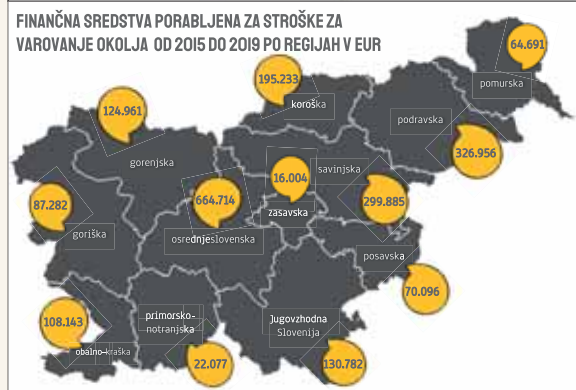 FINANČNA SREDSTVA PORABLJENA ZA STROŠKE ZA
VAROVANJE OKOLJA OD 2015 DO 2019 PO REGIJAH V EUR
64.691
pomurska
195.233
koroška
124.961
podravska
326.956
gorenjska
savinjska
16.004
zasavska
299.885
664.714
osrednjeslovenska
87.282
goriška
posavska
70.096
108.143
obalno-kraška
primorsko-
notranjska
22.077
Jugovzhodna
Slovenija
130.782